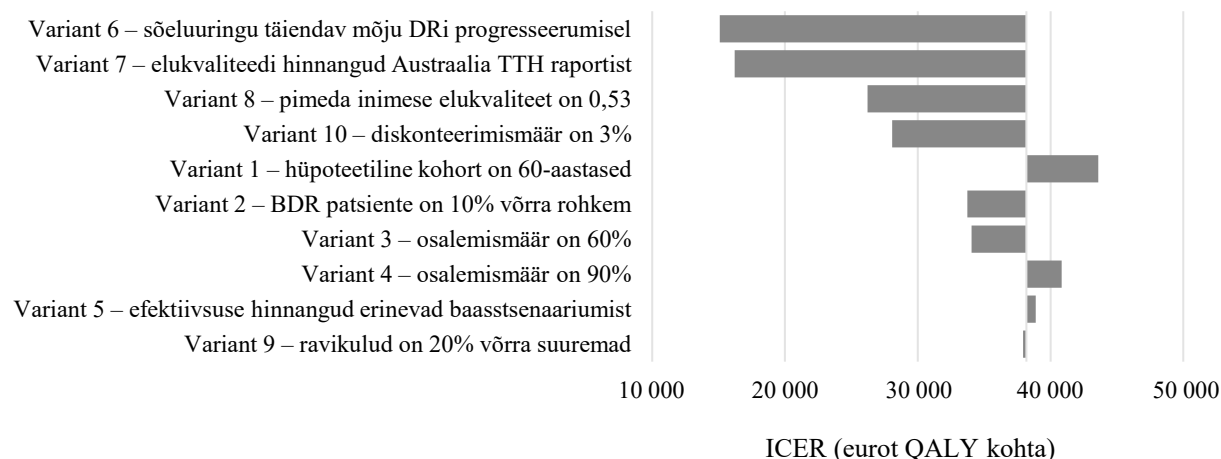 Variant 6 – sõeluuringu täiendav mõju DRi progresseerumisel
Variant 7 – elukvaliteedi hinnangud Austraalia TTH raportist
Variant 8 – pimeda inimese elukvaliteet on 0,53
Variant 10 – diskonteerimismäär on 3%
Variant 1 – hüpoteetiline kohort on 60-aastased
Variant 2 – BDR patsiente on 10% võrra rohkem
Variant 3 – osalemismäär on 60%
Variant 4 – osalemismäär on 90%
Variant 5 – efektiivsuse hinnangud erinevad baasstsenaariumist
Variant 9 – ravikulud on 20% võrra suuremad
10 000 20 000 30 000 40 000 50 000
ICER (eurot QALY kohta)